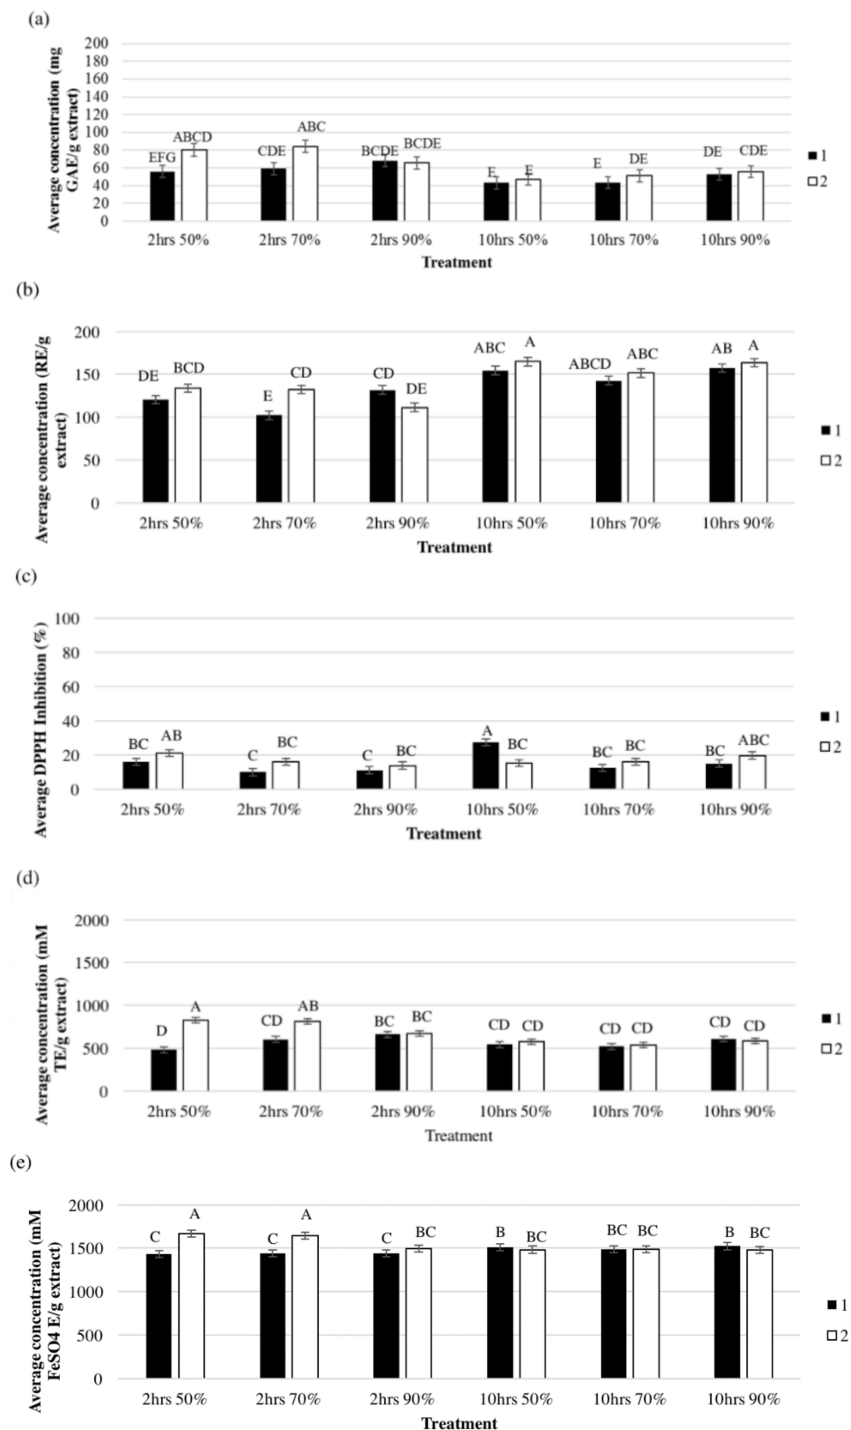 (a)
Average concentration (mg
GAE/g extract)
200
180
160
140
120
100
80
60
40
20
0
EFG
ABCD
CDE
ABC
BCDE
BCDE
E
E
E
DE
DE
CDE
2hrs 50%
2hrs 70%
2hrs 90%
10hrs 50%
10hrs 70%
10hrs 90%
Treatment
1
2
(b)
Average concentration (RE/g
extract)
200
150
100
50
0
DE
BCD
E
CD
CD
DE
ABC
A
ABCD
ABC
AB
A
2hrs 50%
2hrs 70%
2hrs 90%
10hrs 50%
10hrs 70%
10hrs 90%
Treatment
1
2
(c)
Average DPPH Inhibition (%)
100
80
60
40
20
0
BC
AB
C
BC
C
BC
A
BC
BC
BC
BC
ABC
2hrs 50%
2hrs 70%
2hrs 90%
10hrs 50%
10hrs 70%
10hrs 90%
Treatment
1
2
(d)
Average concentration (mM
TE/g extract)
2000
1500
1000
500
0
D
A
CD
AB
BC
BC
CD
CD
CD
CD
CD
CD
2hrs 50%
2hrs 70%
2hrs 90%
10hrs 50%
10hrs 70%
10hrs 90%
Treatment
1
2
(e)
Average concentration (mM
FeSO4 E/g extract)
2000
1500
1000
500
0
C
A
C
A
C
BC
B
BC
BC
BC
B
BC
2hrs 50%
2hrs 70%
2hrs 90%
10hrs 50%
10hrs 70%
10hrs 90%
Treatment
1
2